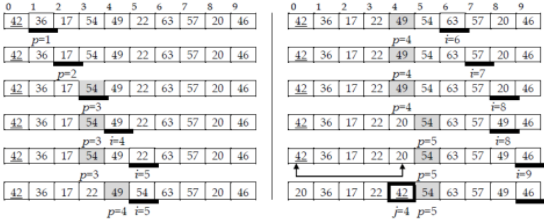 0 1 2 3 4 5 6 7 8 9
42 36 17 54 49 22 63 57 20 46
p=1
42 36 17 54 49 22 63 57 20 46
p=2
42 36 17 54 49 22 63 57 20 46
p=3
42 36 17 54 49 22 63 57 20 46
p=3 i=4
42 36 17 54 49 22 63 57 20 46
p=3 i=5
42 36 17 22 49 54 63 57 20 46
p=4 i=5
0 1 2 3 4 5 6 7 8 9
42 36 17 22 49 54 63 57 20 46
p=4 i=6
42 36 17 22 49 54 63 57 20 46
p=4 i=7
42 36 17 22 49 54 63 57 20 46
p=4 i=8
42 36 17 22 20 54 63 57 49 46
p=5 i=8
42 36 17 22 20 54 63 57 49 46
p=5 i=9
20 36 17 22 42 54 63 57 49 46
j=4 p=5